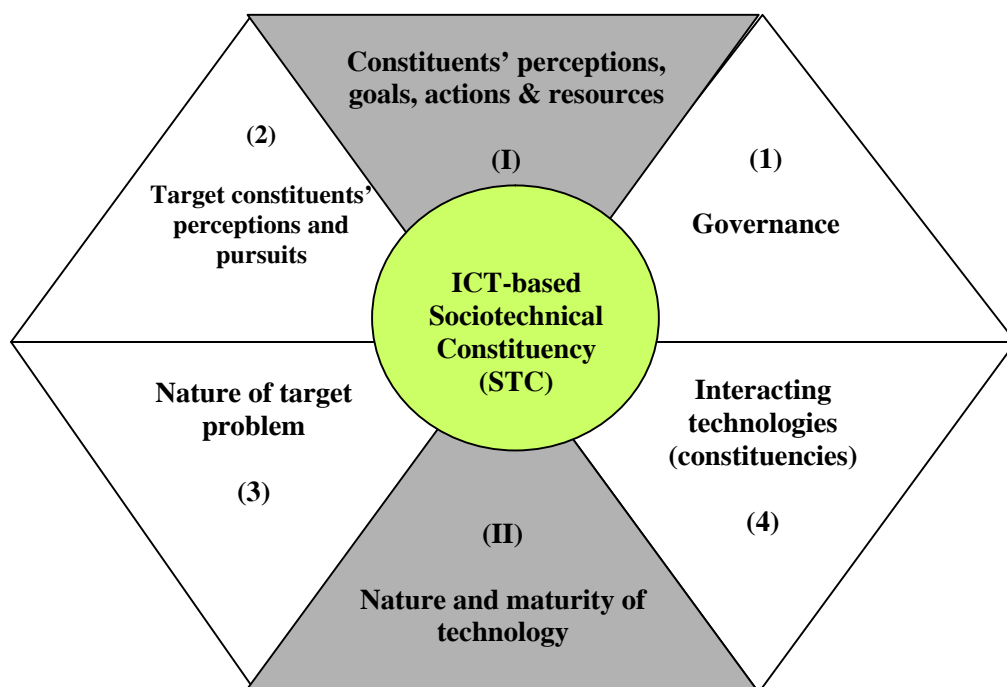 Constituents’ perceptions,
goals, actions & resources
(I)
(2)
Target constituents’
perceptions and
pursuits
(1)
Governance
ICT-based
Sociotechnical
Constituency
(STC)
Nature of target
problem
(3)
Interacting
technologies
(constituencies)
(4)
(II)
Nature and maturity of
technology